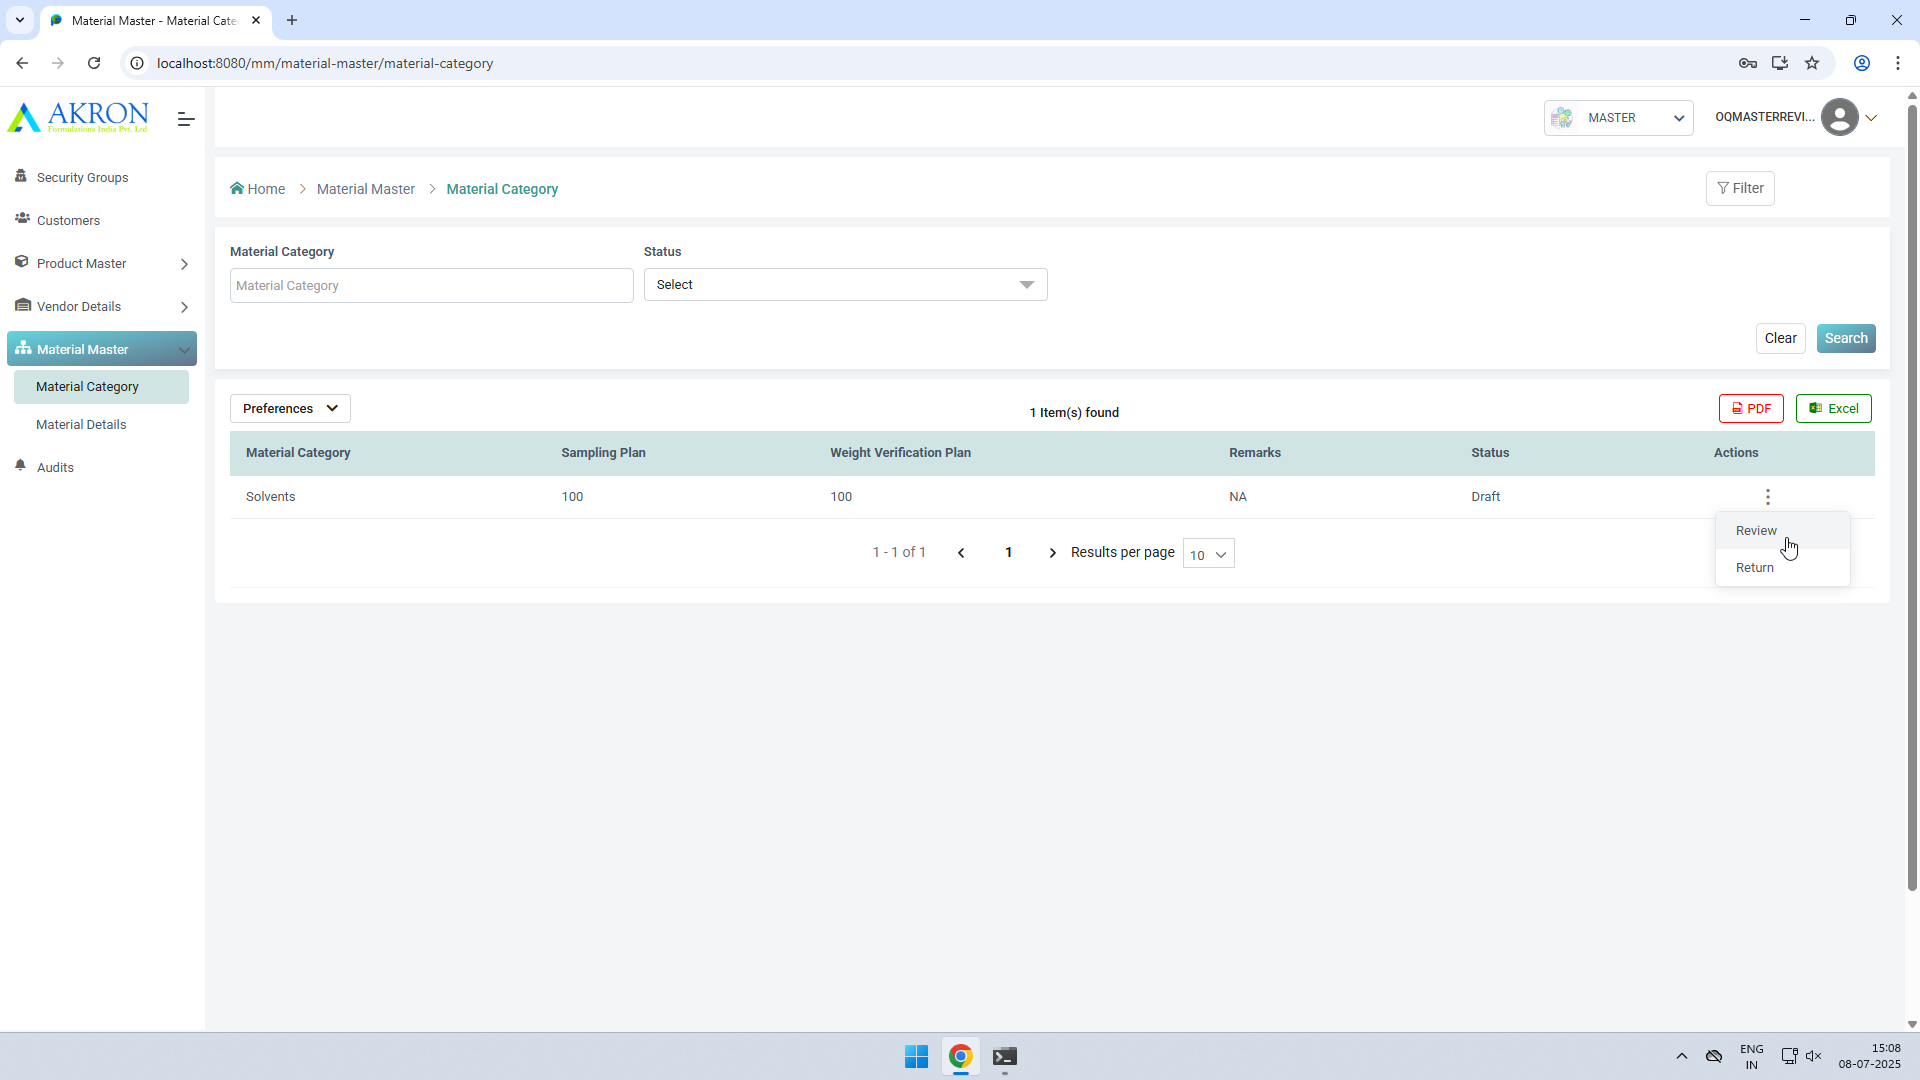 Material Master - Material Cate
localhost:8080/mm/material-master/material-category
AKRON
Formulations India Pvt. Ltd
MASTER
OQMASTERREVI...
Security Groups
Customers
Product Master
Vendor Details
Material Master
Material Category
Material Details
Audits
Home > Material Master > Material Category
Filter
Material Category
Status
Material Category
Select
Clear
Search
Preferences
1 Item(s) found
PDF
Excel
Material Category Sampling Plan Weight Verification Plan Remarks Status Actions
Solvents 100 100 NA Draft
Review
Return
1 - 1 of 1
1
Results per page
10
ENG
IN
15:08
08-07-2025